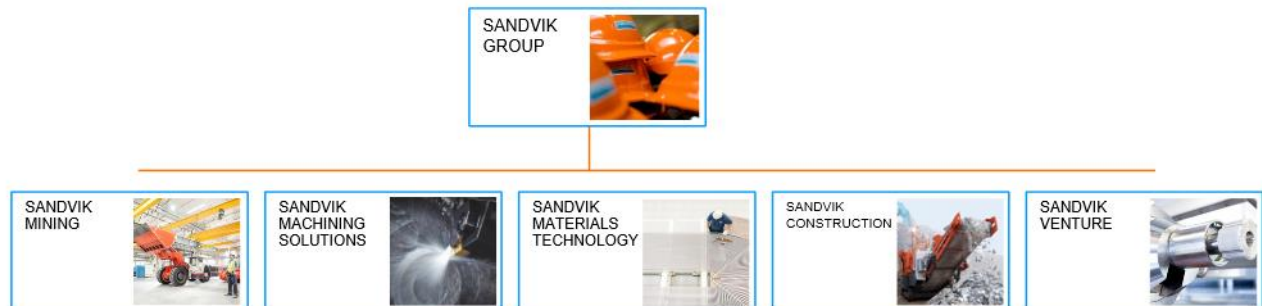 SANDVIK
GROUP
SANDVIK
MINING
SANDVIK
MACHINING
SOLUTIONS
SANDVIK
MATERIALS
TECHNOLOGY
SANDVIK
CONSTRUCTION
SANDVIK
VENTURE